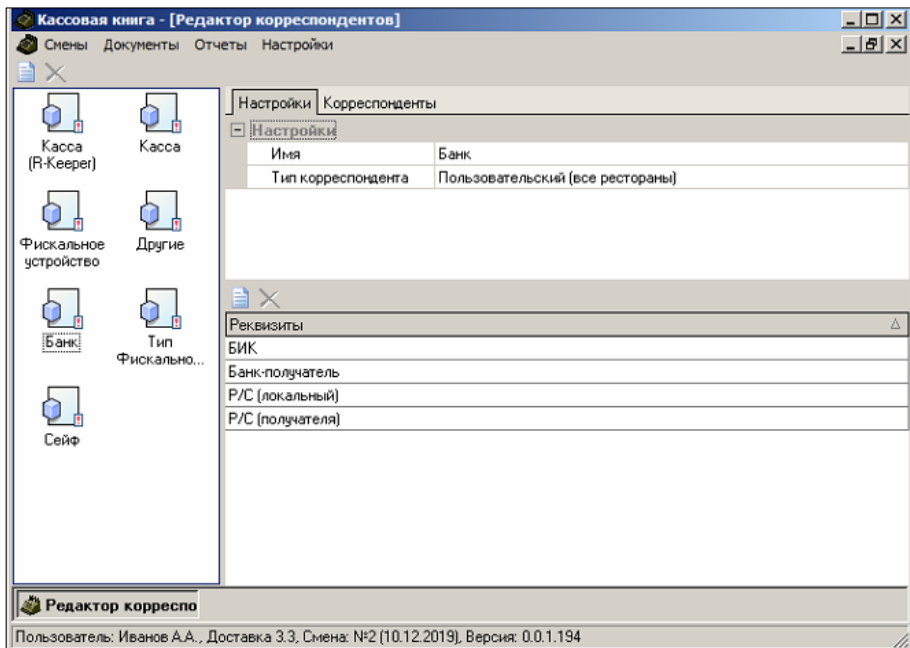 Кассовая книга - [Редактор корреспондентов]
Смены Документы Отчеты Настройки
Касса (R-Keeper)
Касса
Фискальное устройство
Другие
Банк
Тип Фискально...
Сейф
Настройки Корреспонденты
Настройки
Имя Банк
Тип корреспондента Пользовательский (все рестораны)
Реквизиты
БИК
Банк-получатель
Р/С (локальный)
Р/С (получателя)
Редактор корреспо
Пользователь: Иванов А.А., Доставка 3.3, Смена: №2 (10.12.2019), Версия: 0.0.1.194